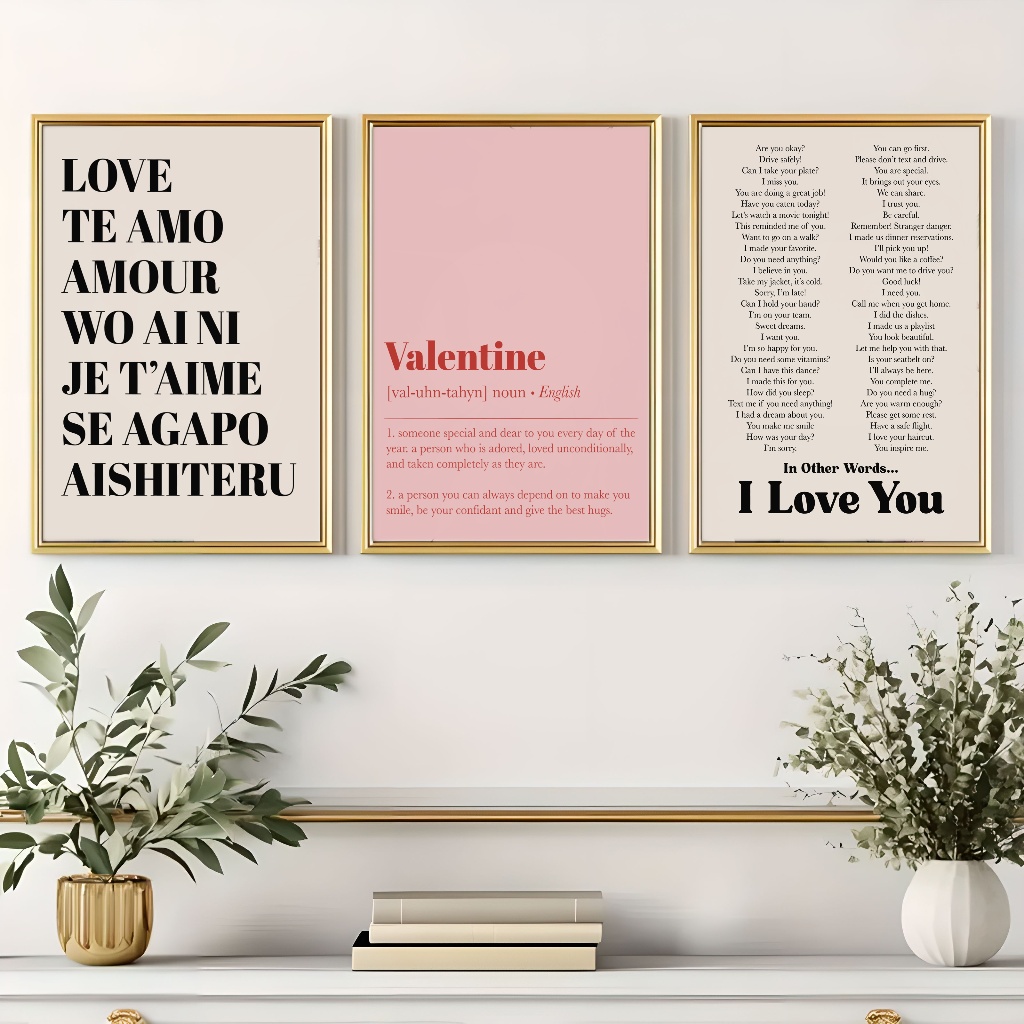 LOVE
TE AMO
AMOUR
WO AI NI
JE T'AIME
SE AGAPO
AISHITERU
Valentine
[val-uhn-tahyn] noun • English
1. someone special and dear to you every day of the
year. a person who is adored, loved unconditionally,
and taken completely as they are.
2. a person you can always depend on to make you
smile, be your confidant and give the best hugs.
Are you okay?
Drive safely!
Can I take your plate?
I miss you.
You are doing a great job!
Have you eaten today?
Let's watch a movie tonight!
This reminded me of you.
Want to go on a walk?
I made your favorite.
Do you need anything?
I believe in you.
Take my jacket, it's cold.
Sorry, I'm late!
Can I hold your hand?
I'm on your team.
Sweet dreams.
I want you.
I'm so happy for you.
Do you need some vitamins?
Can I have this dance?
I made this for you.
How did you sleep?
Text me if you need anything!
I had a dream about you.
You make me smile
How was your day?
I'm sorry.
You can go first.
Please don't text and drive.
You are special.
It brings out your eyes.
We can share.
I trust you.
Be careful.
Remember! Stranger danger.
I made us dinner reservations.
I'll pick you up!
Would you like a coffee?
Do you want me to drive you?
Good luck!
I need you.
Call me when you get home.
I did the dishes.
I made us a playlist
You look beautiful.
Let me help you with that.
Is your seatbelt on?
I'll always be here.
You complete me.
Do you need a hug?
Are you warm enough?
Please get some rest.
Have a safe flight.
I love your haircut.
You inspire me.
In Other Words...
I Love You